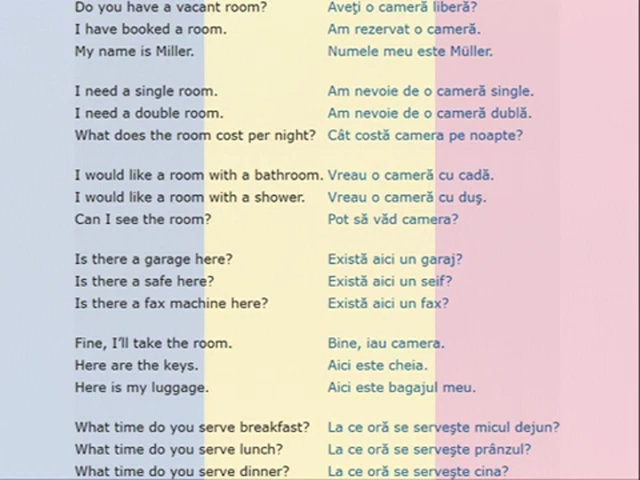 Do you have a vacant room? Aveţi o cameră liberă?
I have booked a room. Am rezervat o cameră.
My name is Miller. Numele meu este Müller.
I need a single room. Am nevoie de o cameră single.
I need a double room. Am nevoie de o cameră dublă.
What does the room cost per night? Cât costă camera pe noapte?
I would like a room with a bathroom. Vreau o cameră cu cadă.
I would like a room with a shower. Vreau o cameră cu duş.
Can I see the room? Pot să văd camera?
Is there a garage here? Există aici un garaj?
Is there a safe here? Există aici un seif?
Is there a fax machine here? Există aici un fax?
Fine, I’ll take the room. Bine, iau camera.
Here are the keys. Aici este cheia.
Here is my luggage. Aici este bagajul meu.
What time do you serve breakfast? La ce oră se serveşte micul dejun?
What time do you serve lunch? La ce oră se serveşte prânzul?
What time do you serve dinner? La ce oră se serveşte cina?